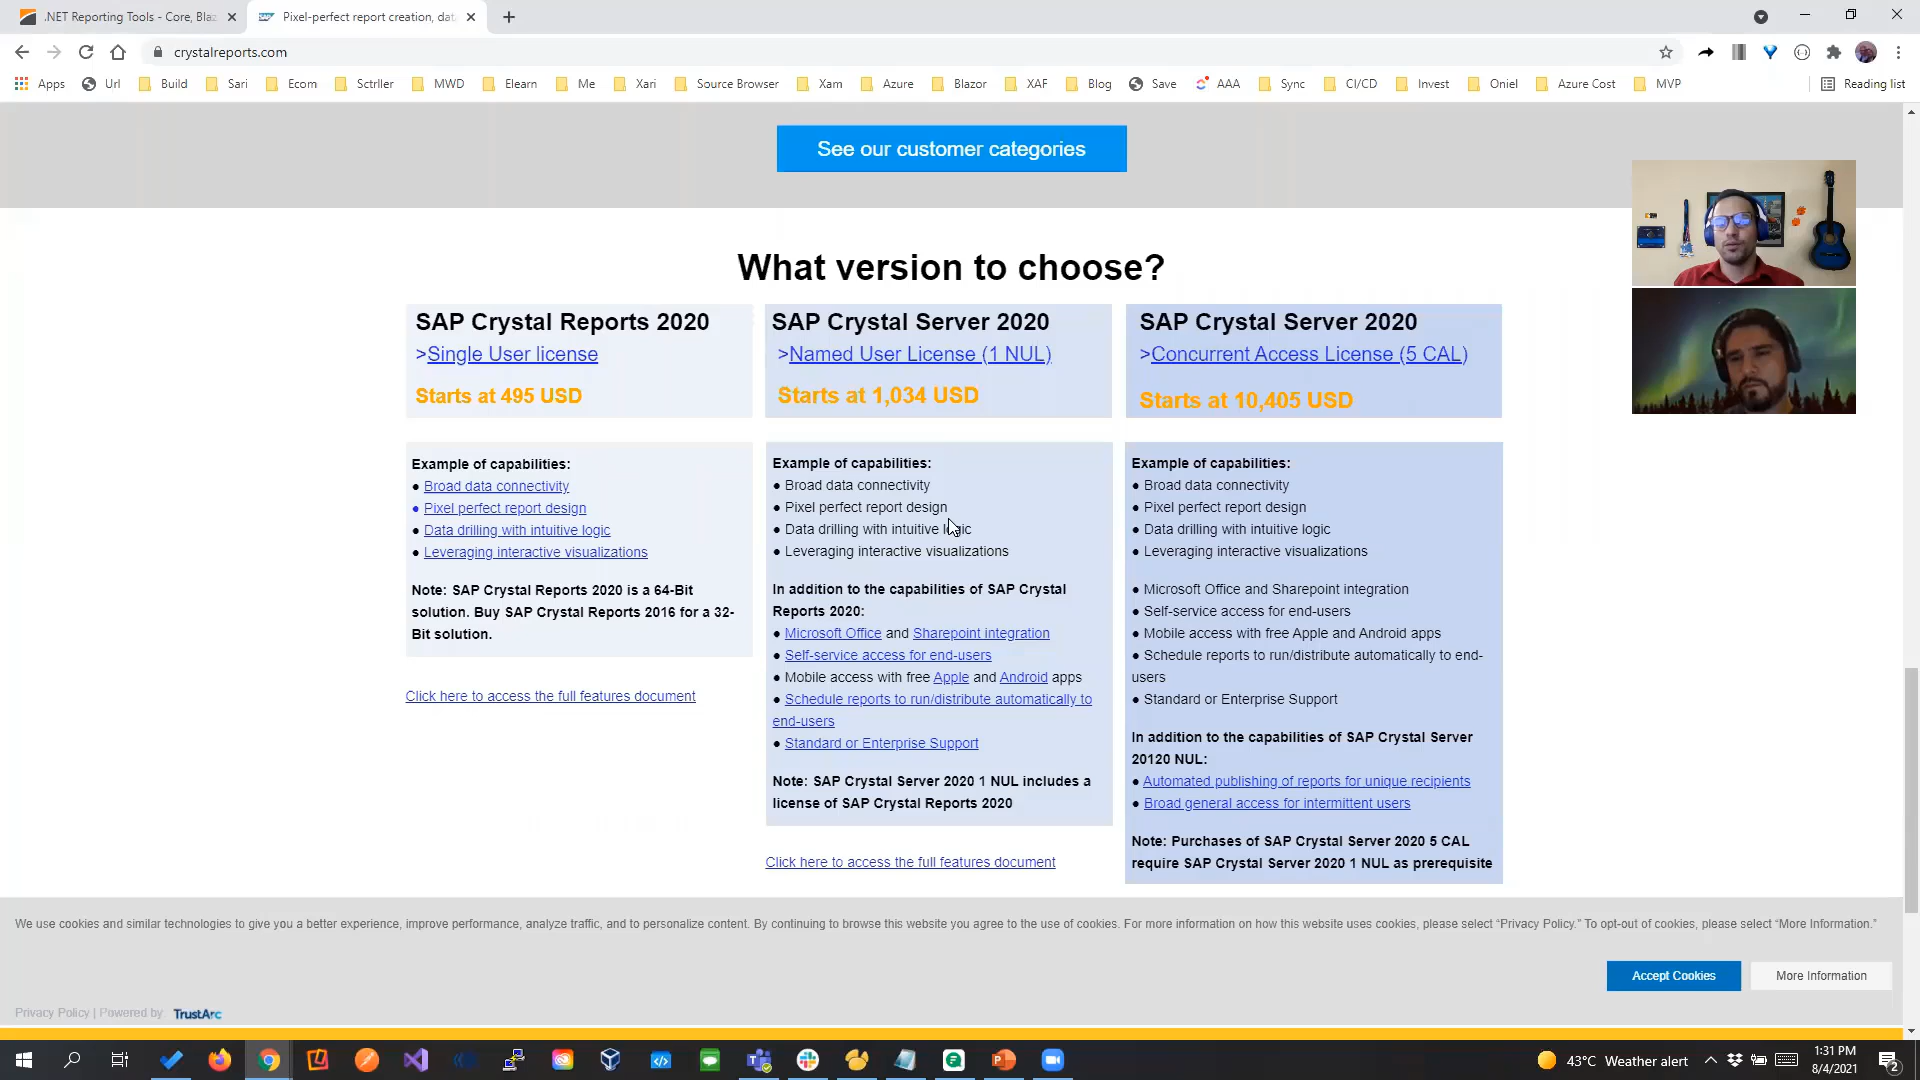 .NET Reporting Tools - Core, Blaz
Pixel-perfect report creation, dat
crystalreports.com
Apps Url Build Sari Ecom Sctrller MWD Elearn Me Xari Source Browser Xam Azure Blazor XAF Blog Save AAA Sync CI/CD Invest Oniel Azure Cost MVP Reading list
See our customer categories
What version to choose?
SAP Crystal Reports 2020
>Single User license
Starts at 495 USD
SAP Crystal Server 2020
>Named User License (1 NUL)
Starts at 1,034 USD
SAP Crystal Server 2020
>Concurrent Access License (5 CAL)
Starts at 10,405 USD
Example of capabilities:
● Broad data connectivity
● Pixel perfect report design
● Data drilling with intuitive logic
● Leveraging interactive visualizations
Note: SAP Crystal Reports 2020 is a 64-Bit
solution. Buy SAP Crystal Reports 2016 for a 32-
Bit solution.
Click here to access the full features document
Example of capabilities:
● Broad data connectivity
● Pixel perfect report design
● Data drilling with intuitive logic
● Leveraging interactive visualizations
In addition to the capabilities of SAP Crystal
Reports 2020:
● Microsoft Office and Sharepoint integration
● Self-service access for end-users
● Mobile access with free Apple and Android apps
● Schedule reports to run/distribute automatically to
end-users
● Standard or Enterprise Support
Note: SAP Crystal Server 2020 1 NUL includes a
license of SAP Crystal Reports 2020
Click here to access the full features document
Example of capabilities:
● Broad data connectivity
● Pixel perfect report design
● Data drilling with intuitive logic
● Leveraging interactive visualizations
● Microsoft Office and Sharepoint integration
● Self-service access for end-users
● Mobile access with free Apple and Android apps
● Schedule reports to run/distribute automatically to end-
users
● Standard or Enterprise Support
In addition to the capabilities of SAP Crystal Server
20120 NUL:
● Automated publishing of reports for unique recipients
● Broad general access for intermittent users
Note: Purchases of SAP Crystal Server 2020 5 CAL
require SAP Crystal Server 2020 1 NUL as prerequisite
We use cookies and similar technologies to give you a better experience, improve performance, analyze traffic, and to personalize content. By continuing to browse this website you agree to the use of cookies. For more information on how this website uses cookies, please select “Privacy Policy.” To opt-out of cookies, please select “More Information.”
Accept Cookies
More Information
Privacy Policy | Powered by TrustArc
43°C Weather alert
1:31 PM
8/4/2021
2